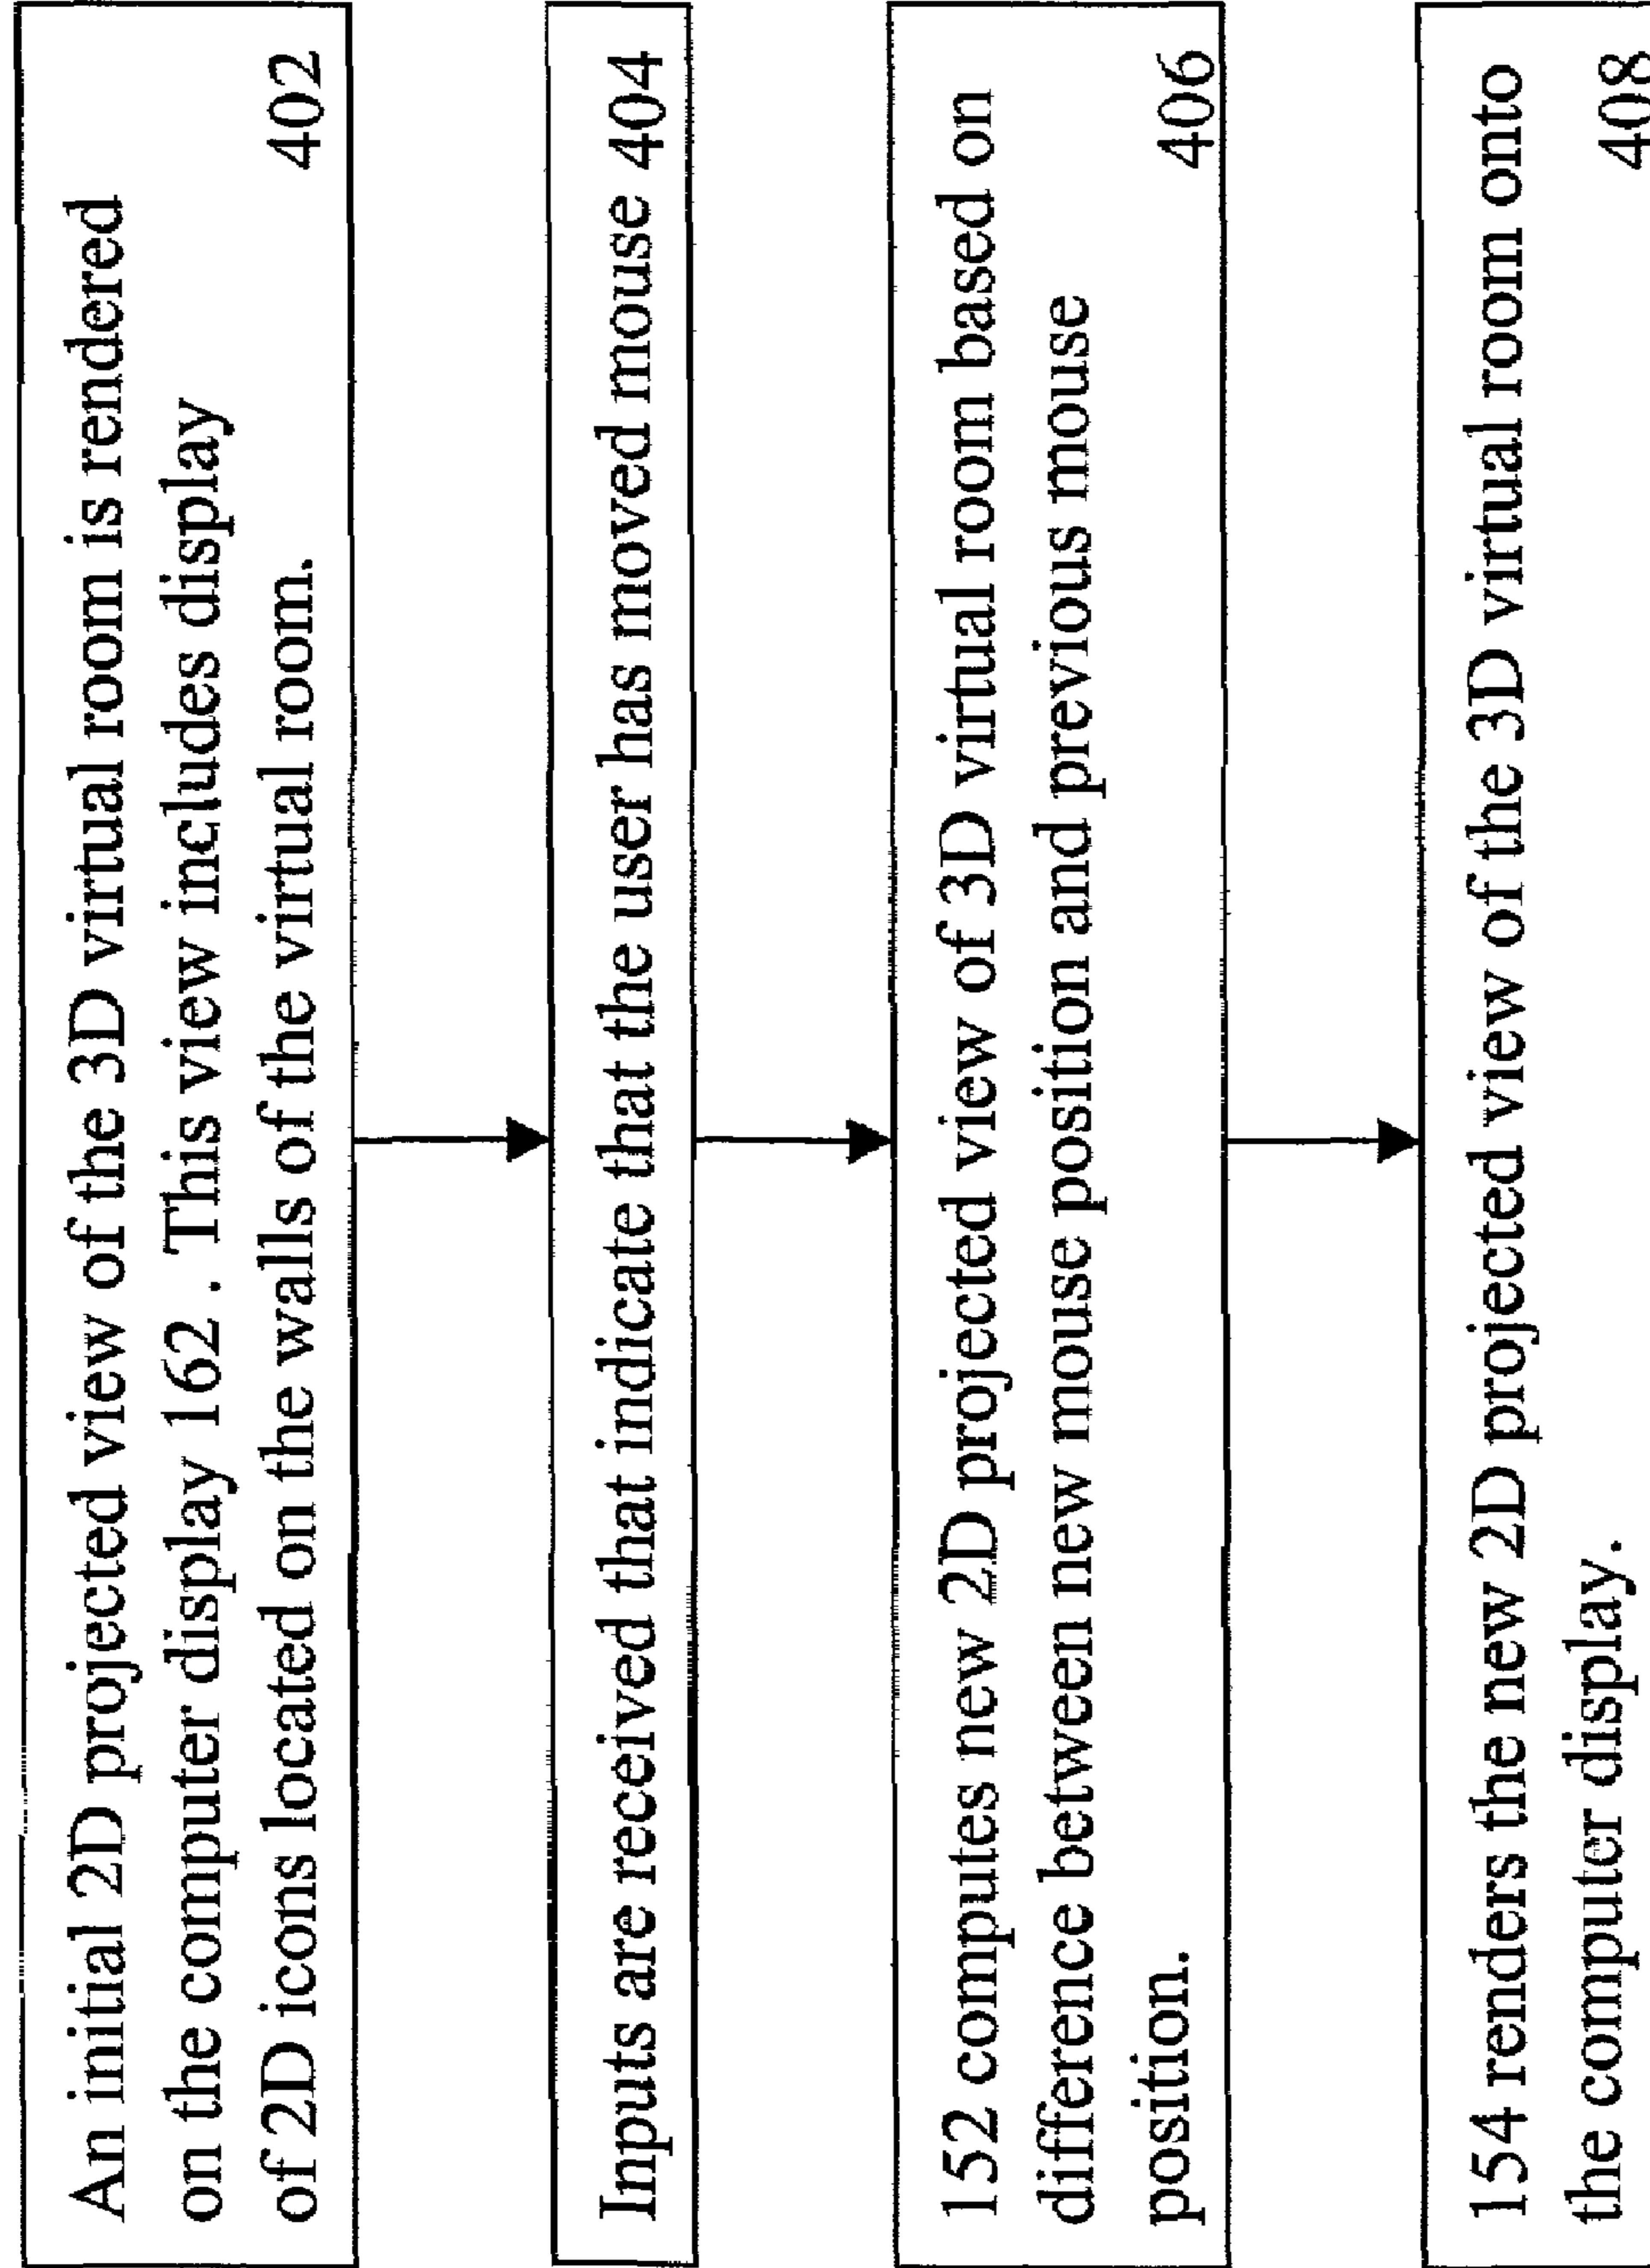 An initial 2D projected view of the 3D virtual room is rendered
on the computer display 162 . This view includes display
of 2D icons located on the walls of the virtual room.
402
Inputs are received that indicate that the user has moved mouse 404
152 computes new 2D projected view of 3D virtual room based on
difference between new mouse position and previous mouse
position.
406
154 renders the new 2D projected view of the 3D virtual room onto
the computer display.
408